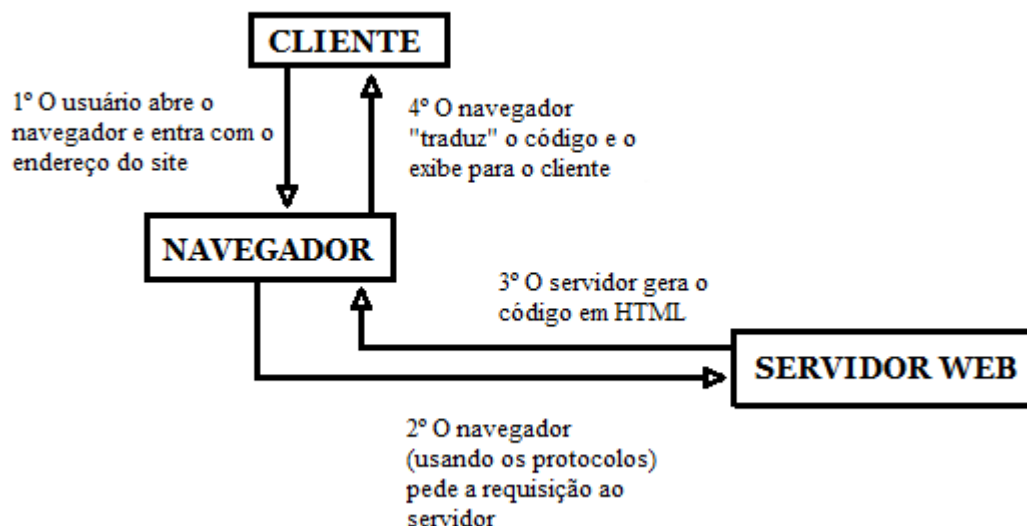 CLIENTE
1º O usuário abre o
navegador e entra com o
endereço do site
4º O navegador
"traduz" o código e o
exibe para o cliente
NAVEGADOR
3º O servidor gera o
código em HTML
SERVIDOR WEB
2º O navegador
(usando os protocolos)
pede a requisição ao
servidor